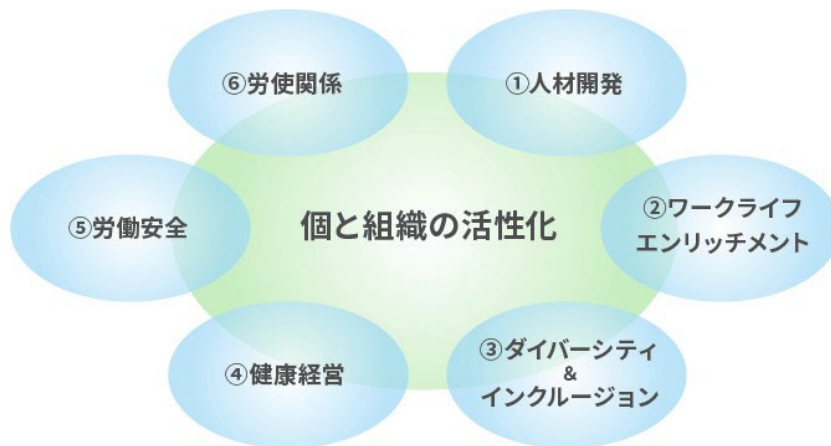 ⑥労使関係
①人材開発
⑤労働安全
個と組織の活性化
②ワークライフ
エンリッチメント
④健康経営
③ダイバーシティ
&
インクルージョン